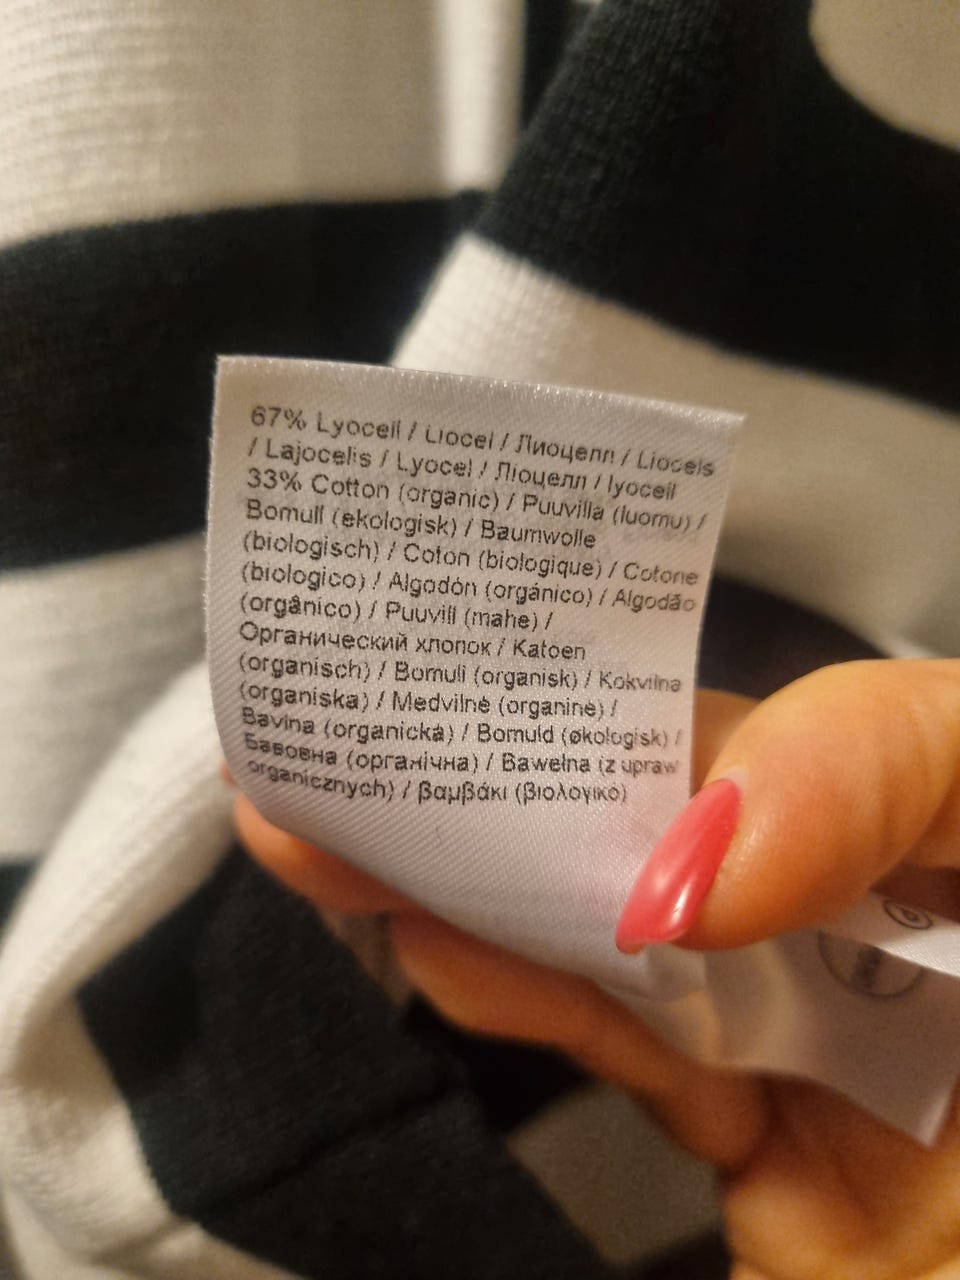 67% Lyocell / Liocel / Лиоцелл / Liocels
/ Lajocelis / Lyocel / Ліоцелл / lyocell
33% Cotton (organic) / Puuvilla (luomu) /
Bomull (ekologisk) / Baumwolle
(biologisch) / Coton (biologique) / Cotone
(biologico) / Algodón (orgánico) / Algodão
(orgânico) / Puuvill (mahe) /
Органический хлопок / Katoen
(organisch) / Bomull (organisk) / Kokvilna
(organiska) / Medvilnė (organinė) /
Bavlna (organická) / Bomuld (økologisk) /
Бавовна (органічна) / Bawełna (z upraw
organicznych) / βαμβάκι (βιολογικό)